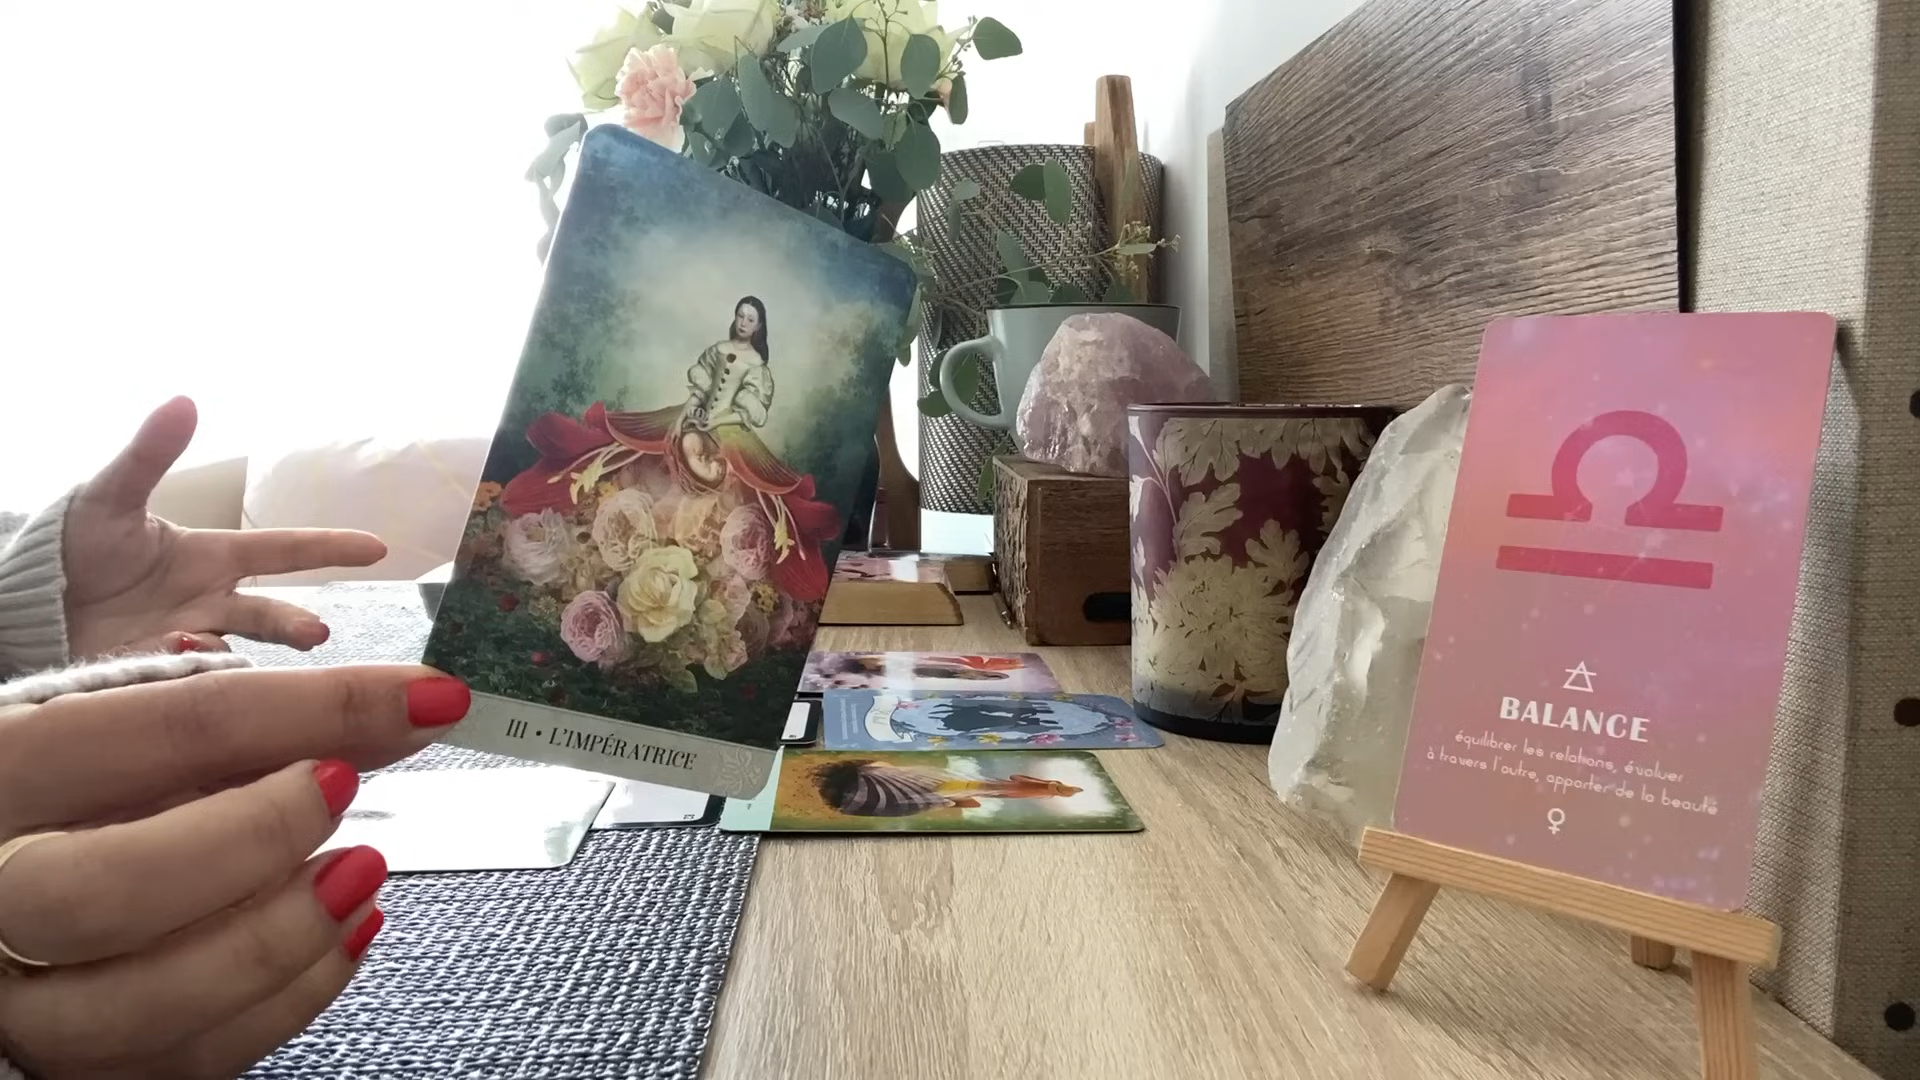 III • L'IMPÉRATRICE
BALANCE
équilibrer les relations, évoluer
à travers l'autre, apporter de la beauté